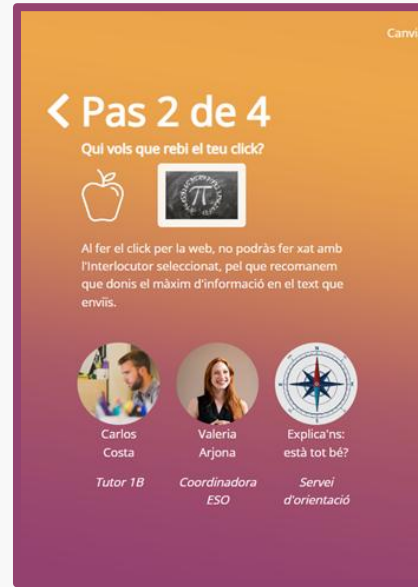 Canvi
Pas 2 de 4
Qui vols que rebi el teu click?
Al fer el click per la web, no podràs fer xat amb
l'Interlocutor seleccionat, pel que recomanem
que donis el màxim d'informació en el text que
enviïs.
Carlos
Costa
Tutor 1B
Valeria
Arjona
Coordinadora
ESO
Explica'ns:
està tot bé?
Servei
d'orientació